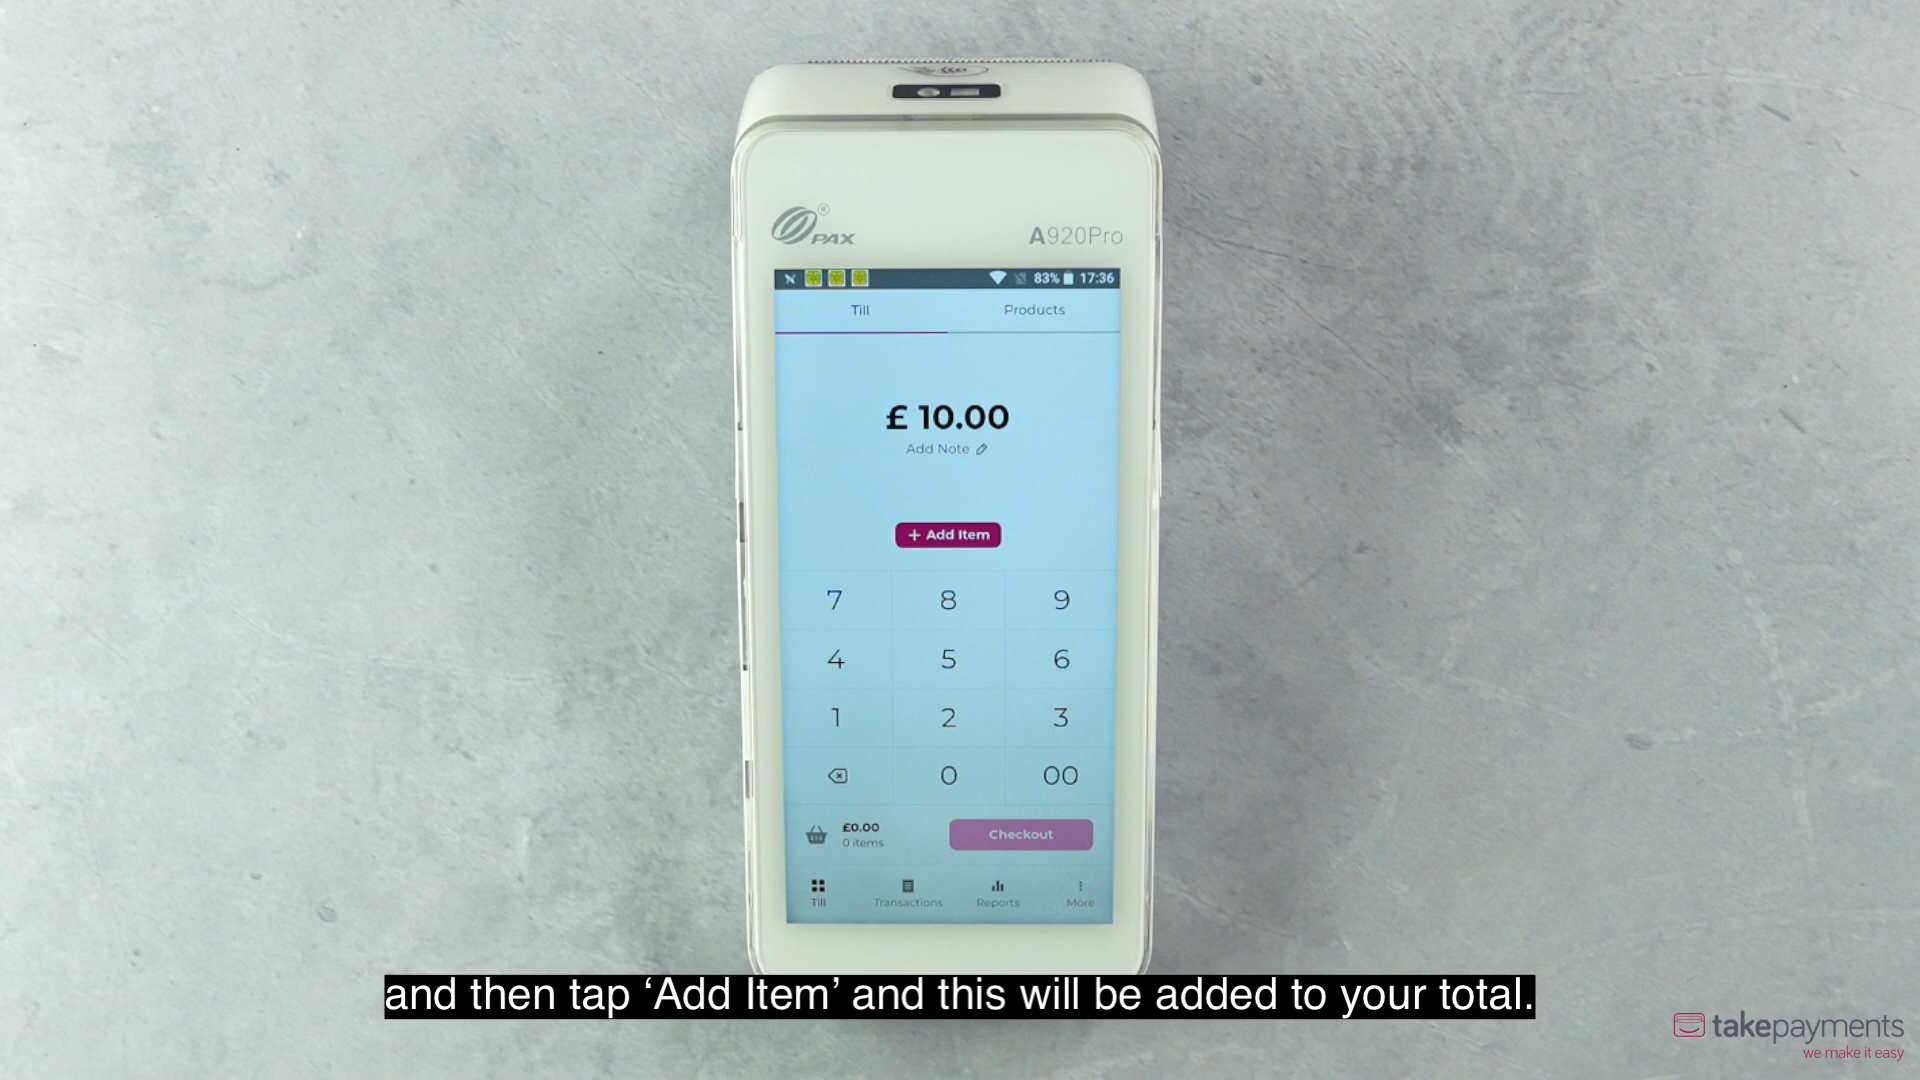 PAX
A920Pro
83% 17:36
Till Products
£ 10.00
Add Note
+ Add Item
7 8 9
4 5 6
1 2 3
0 00
£0.00
0 items
Checkout
Till Transactions Reports More
and then tap ‘Add Item’ and this will be added to your total.
takepayments
we make it easy